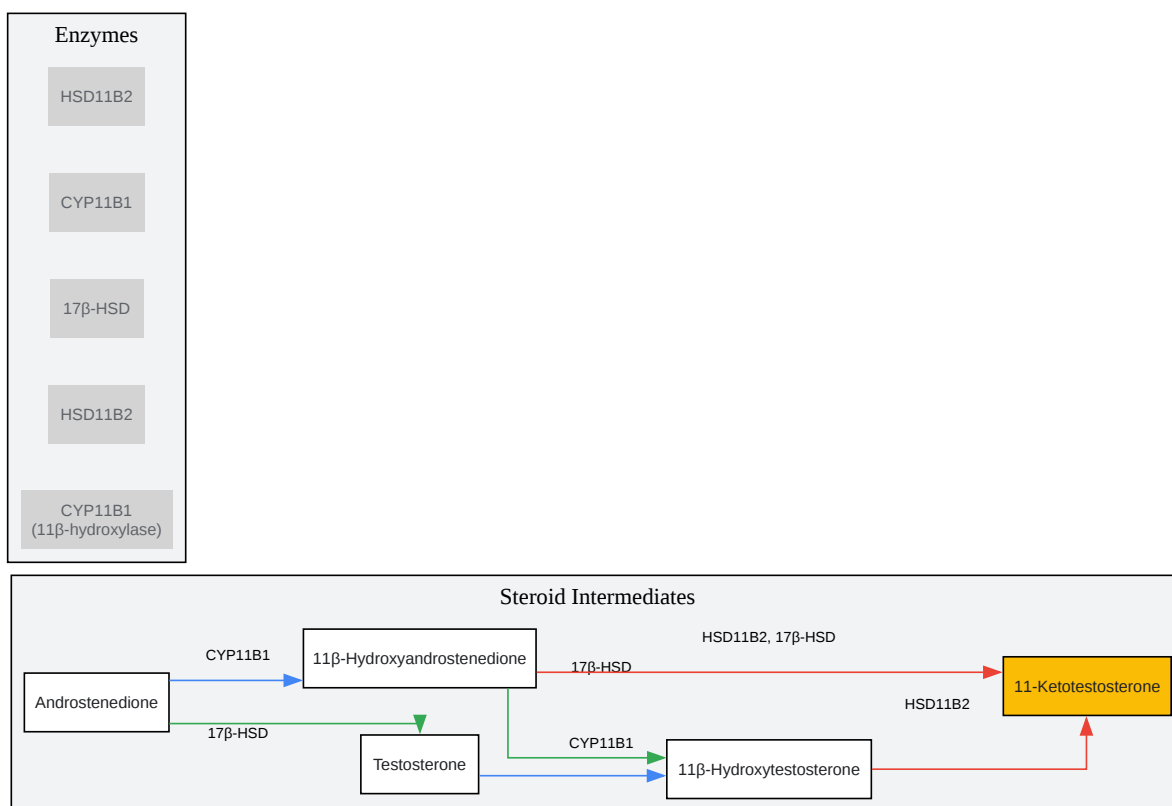 Enzymes
HSD11B2
CYP11B1
17β-HSD
HSD11B2
CYP11B1
(11β-hydroxylase)
Steroid Intermediates
HSD11B2, 17β-HSD
CYP11B1
11β-Hydroxyandrostenedione
17β-HSD
11-Ketotestosterone
Androstenedione
HSD11B2
17β-HSD
CYP11B1
Testosterone
11β-Hydroxytestosterone